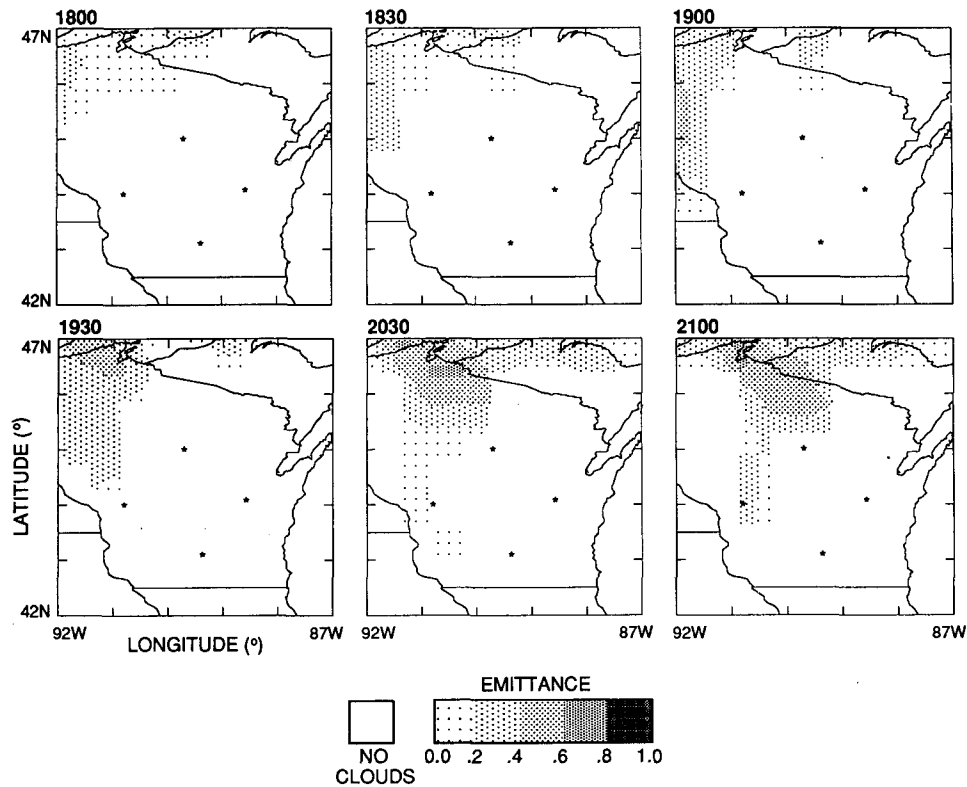 1800
1830
1900
47N
42N
1930
2030
2100
47N
LATITUDE (°)
42N
92W
87W
92W
87W
92W
87W
LONGITUDE (°)
EMITTANCE
NO
CLOUDS
0.0 .2 .4 .6 .8 1.0